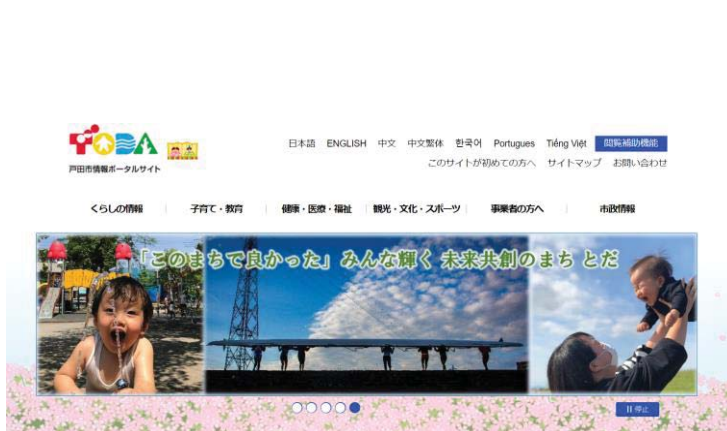 TODA
戸田市情報ポータルサイト
日本語 ENGLISH 中文 中文繁体 한국어 Portugues Tiếng Việt 閲覧補助機能
このサイトが初めての方へ サイトマップ お問い合わせ
くらしの情報 子育て・教育 健康・医療・福祉 観光・文化・スポーツ 事業者の方へ 市政情報
「このまちで良かった」みんな輝く 未来共創のまち とだ
停止